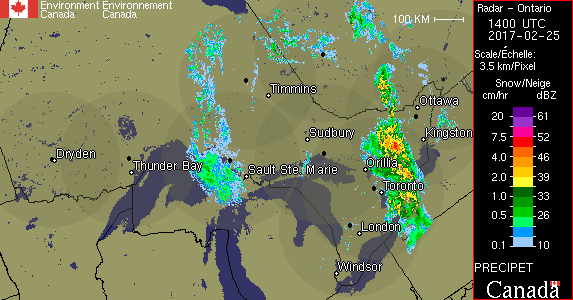 Environment Environnement
Canada Canada
100 KM
Timmins
Ottawa
Sudbury
Kingston
Dryden
Thunder Bay
Sault Ste. Marie
Orillia
Toronto
London
Windsor
Radar - Ontario
1400 UTC
2017-02-25
Scale/Échelle:
3.5 km/Pixel
Snow/Neige
cm/hr dBZ
20 61
7.5 52
4.0 46
2.0 39
1.0 33
0.5 26
0.1 10
PRECIPET
Canada